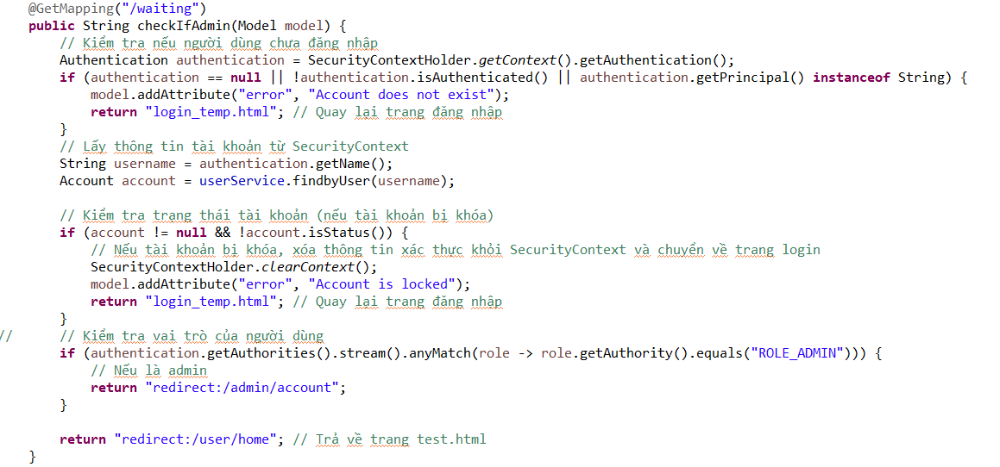 @GetMapping("/waiting")
public String checkIfAdmin(Model model) {
// Kiểm tra nếu người dùng chưa đăng nhập
Authentication authentication = SecurityContextHolder.getContext().getAuthentication();
if (authentication == null || !authentication.isAuthenticated() || authentication.getPrincipal() instanceof String) {
model.addAttribute("error", "Account does not exist");
return "login_temp.html"; // Quay lại trang đăng nhập
}
// Lấy thông tin tài khoản từ SecurityContext
String username = authentication.getName();
Account account = userService.findbyUser(username);
// Kiểm tra trạng thái tài khoản (nếu tài khoản bị khóa)
if (account != null && !account.isStatus()) {
// Nếu tài khoản bị khóa, xóa thông tin xác thực khỏi SecurityContext và chuyển về trang login
SecurityContextHolder.clearContext();
model.addAttribute("error", "Account is locked");
return "login_temp.html"; // Quay lại trang đăng nhập
}
// // Kiểm tra vai trò của người dùng
if (authentication.getAuthorities().stream().anyMatch(role -> role.getAuthority().equals("ROLE_ADMIN"))) {
// Nếu là admin
return "redirect:/admin/account";
}
return "redirect:/user/home"; // Trả về trang test.html
}